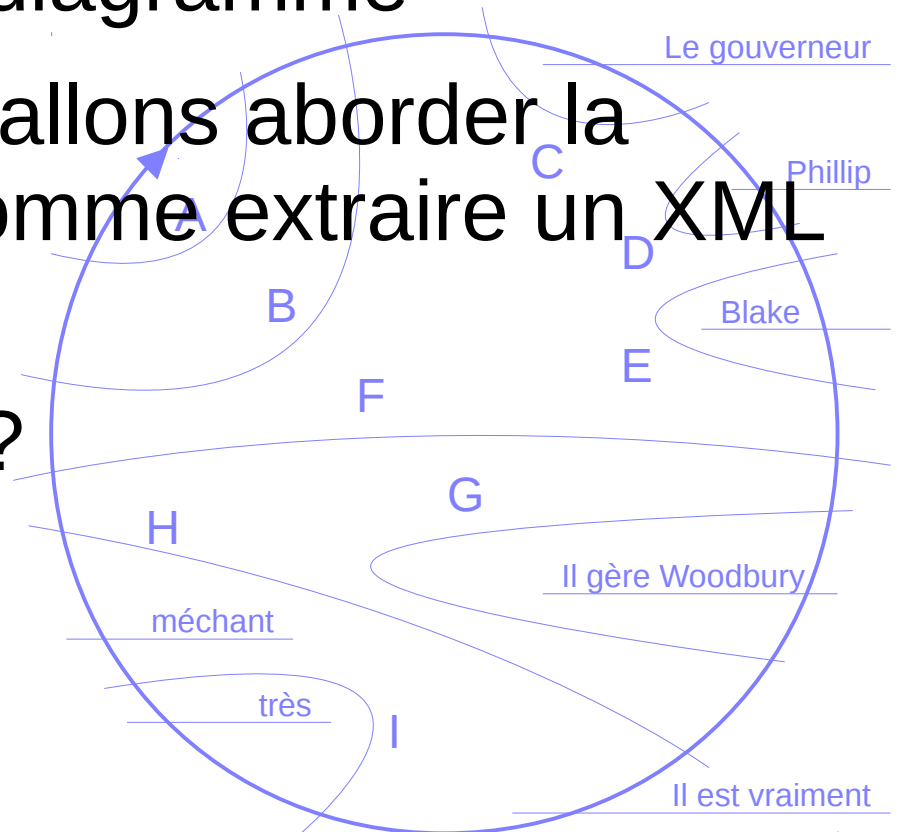 diagramme
Le gouverneur
allons aborder la
C
Phillip
omme extraire un XML
A
D
B
Blake
E
F
?
G
H
Il gère Woodbury
méchant
très
I
Il est vraiment